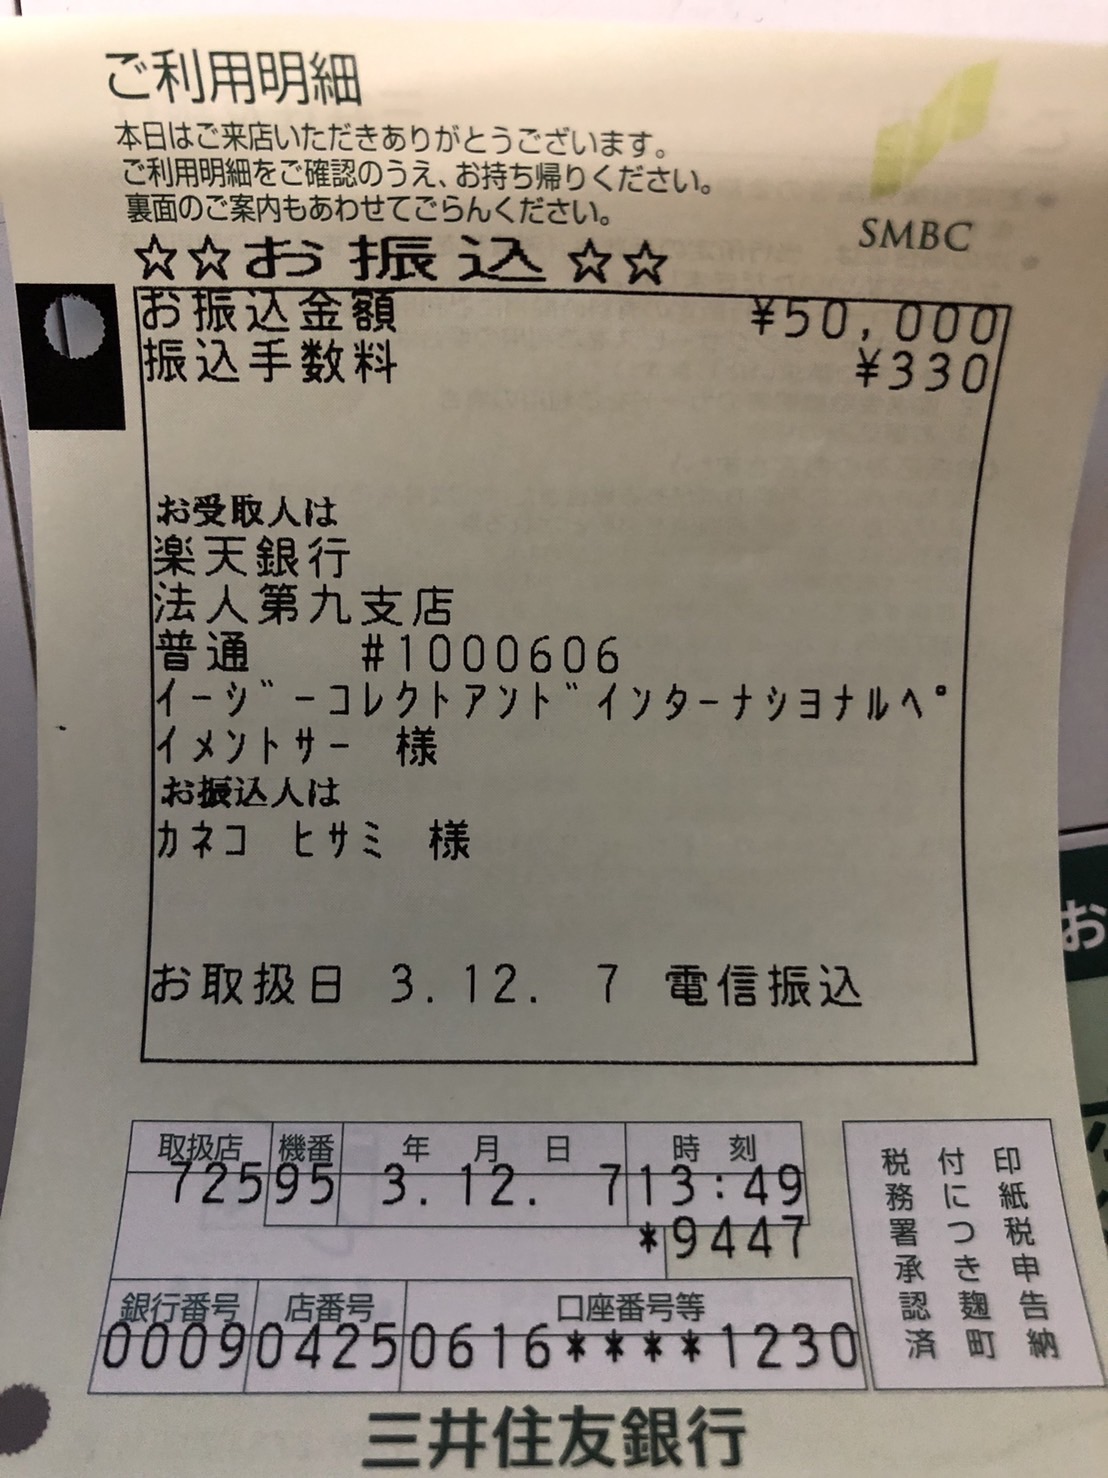 ご利用明細
本日はご来店いただきありがとうございます。
ご利用明細をご確認のうえ、お持ち帰りください。
裏面のご案内もあわせてごらんください。
SMBC
☆☆お振込☆☆
お振込金額 ¥50,000
振込手数料 ¥330
お受取人は
楽天銀行
法人第九支店
普通 #1000606
イージーコレクトアンドインターナショナルペ
イメントサー 様
お振込人は
カネコ ヒサミ 様
お取扱日 3.12. 7 電信振込
取扱店 機番 年 月 日 時 刻
725 95 3.12. 7 13:49
*9447
銀行番号 店番号 口座番号等
0009 0425 0616****1230
印紙税申告納
付につき麹町
税務署承認済
三井住友銀行
お